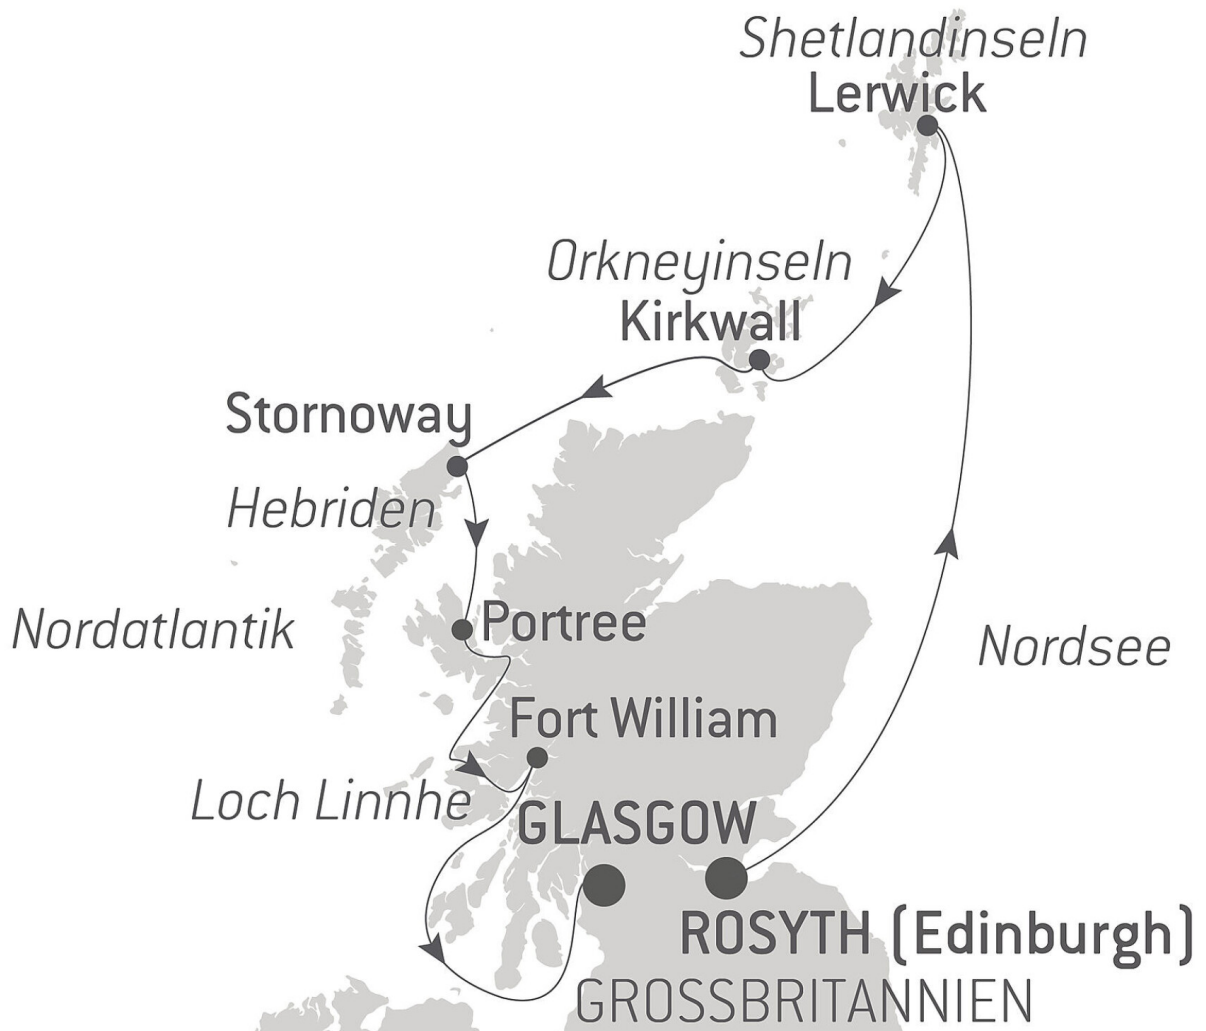 Shetlandinseln
Lerwick
Orkneyinseln
Kirkwall
Stornoway
Hebriden
Portree
Nordatlantik
Nordsee
Fort William
Loch Linnhe
GLASGOW
ROSYTH (Edinburgh)
GROSSBRITANNIEN